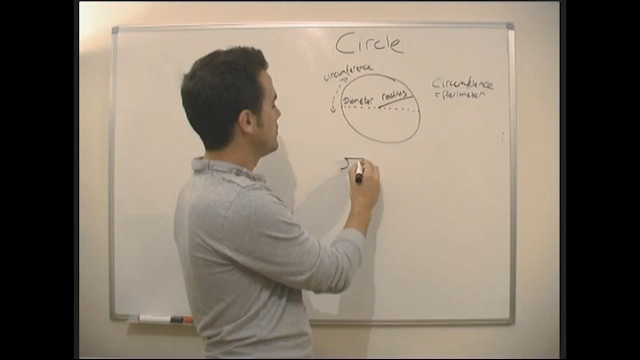 Circle
circumference
Diameter
radius
Circumference
= Perimeter